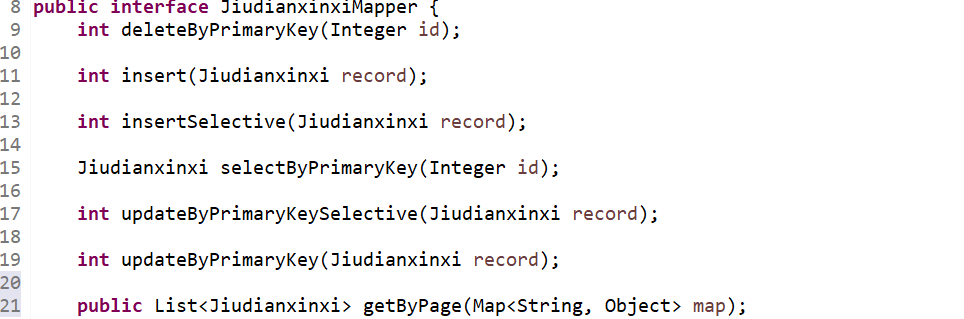 8 public interface JiudianxinxiMapper {
9     int deleteByPrimaryKey(Integer id);
10
11     int insert(Jiudianxinxi record);
12
13     int insertSelective(Jiudianxinxi record);
14
15     Jiudianxinxi selectByPrimaryKey(Integer id);
16
17     int updateByPrimaryKeySelective(Jiudianxinxi record);
18
19     int updateByPrimaryKey(Jiudianxinxi record);
20
21     public List<Jiudianxinxi> getByPage(Map<String, Object> map);